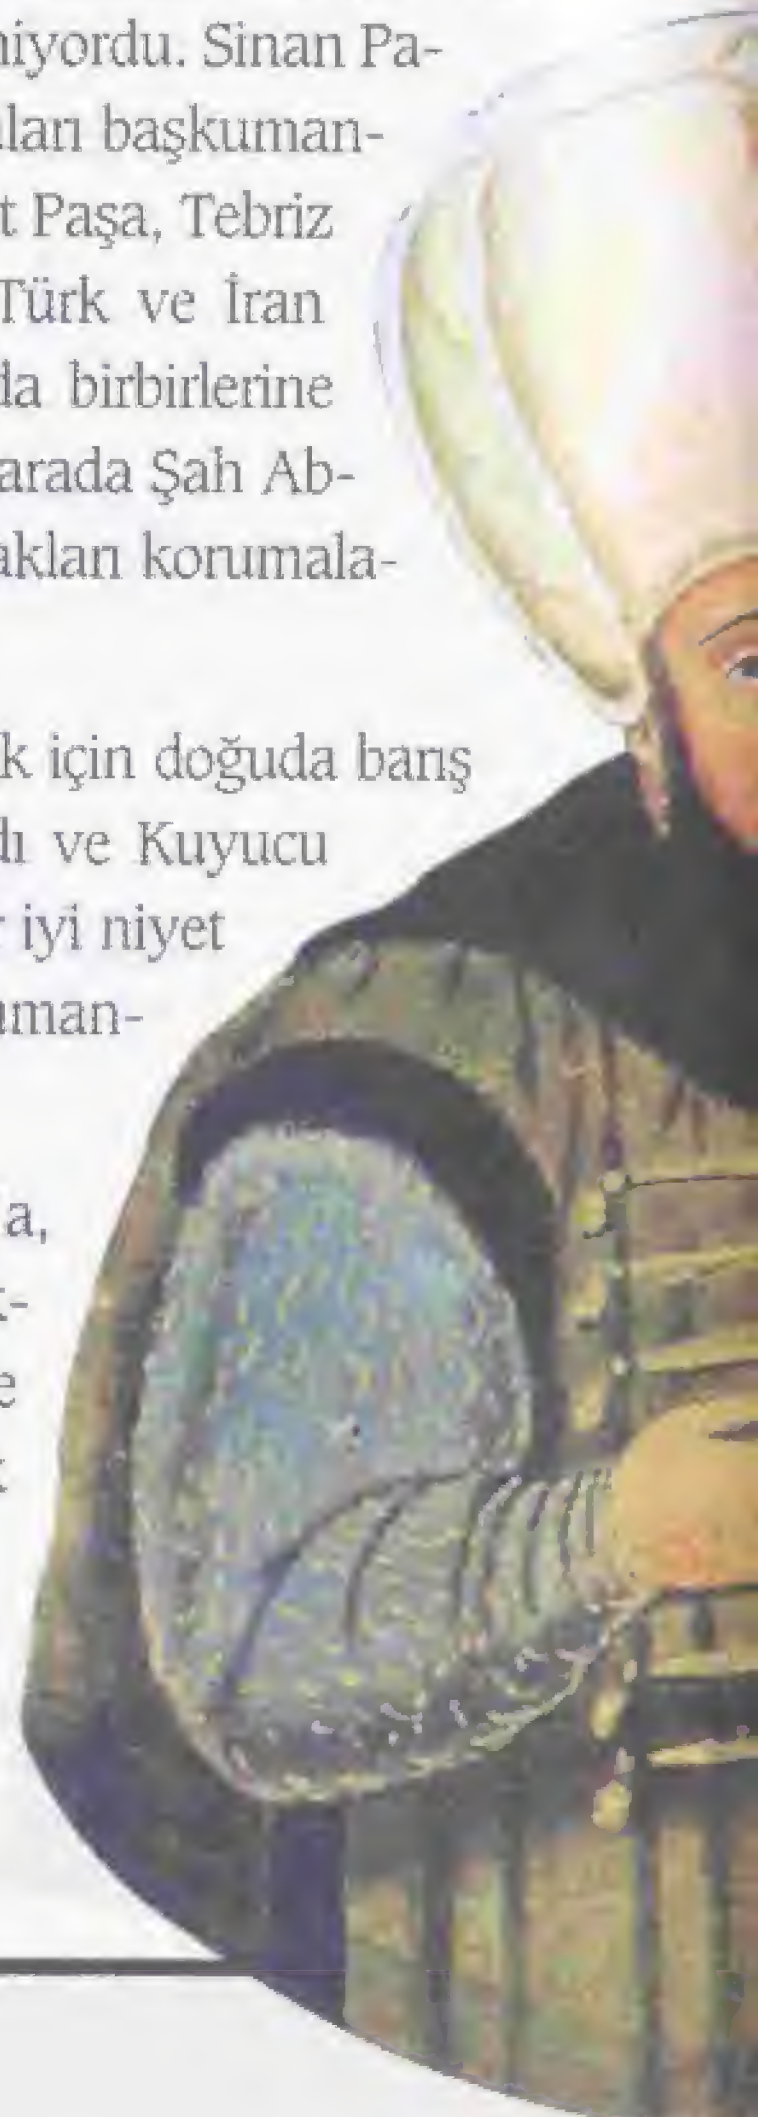 niyordu. Sinan Pa-
ları başkuman-
t Paşa, Tebriz
Türk ve İran
da birbirlerine
arada Şah Ab-
akları korumala-
k için doğuda barış
dı ve Kuyucu
r iyi niyet
uman-
a,
-
e